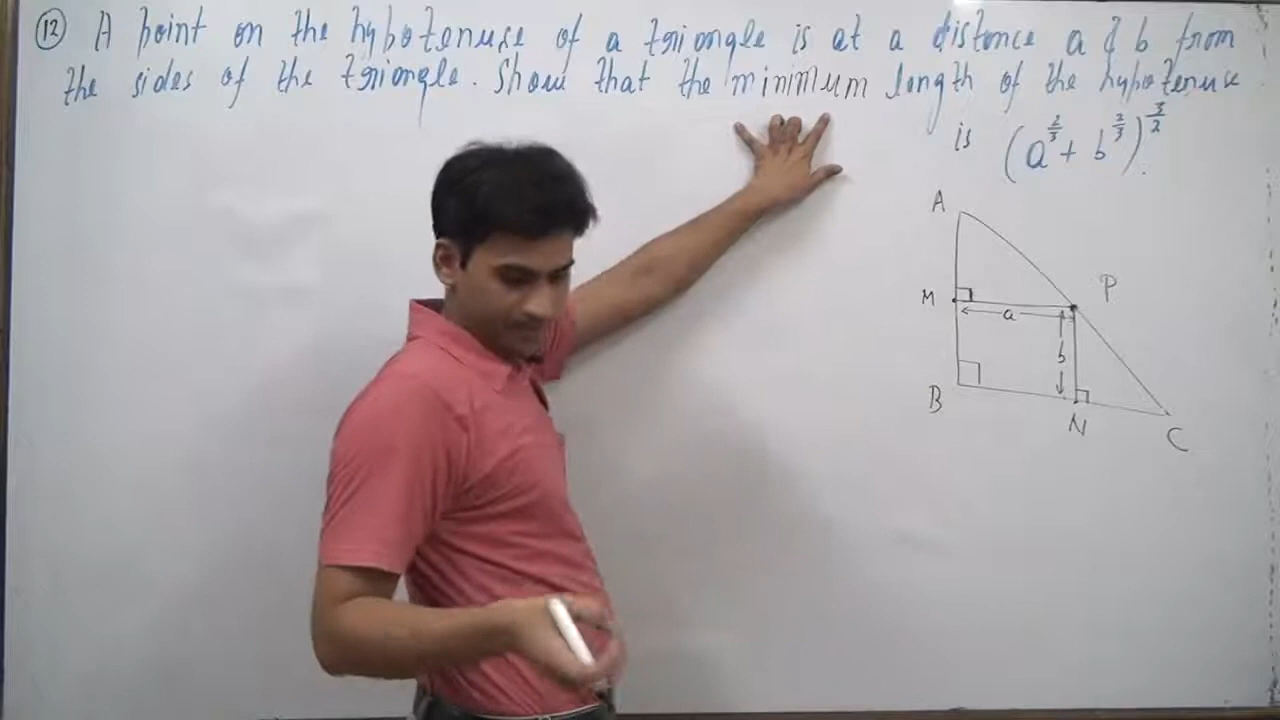 (12) A point on the hypotenuse of a triangle is at a distance a & b from
the sides of the triangle. Show that the minimum length of the hypotenuse
is (a^{2/3} + b^{2/3})^{3/2}.
A
M
P
a
b
B
N
C